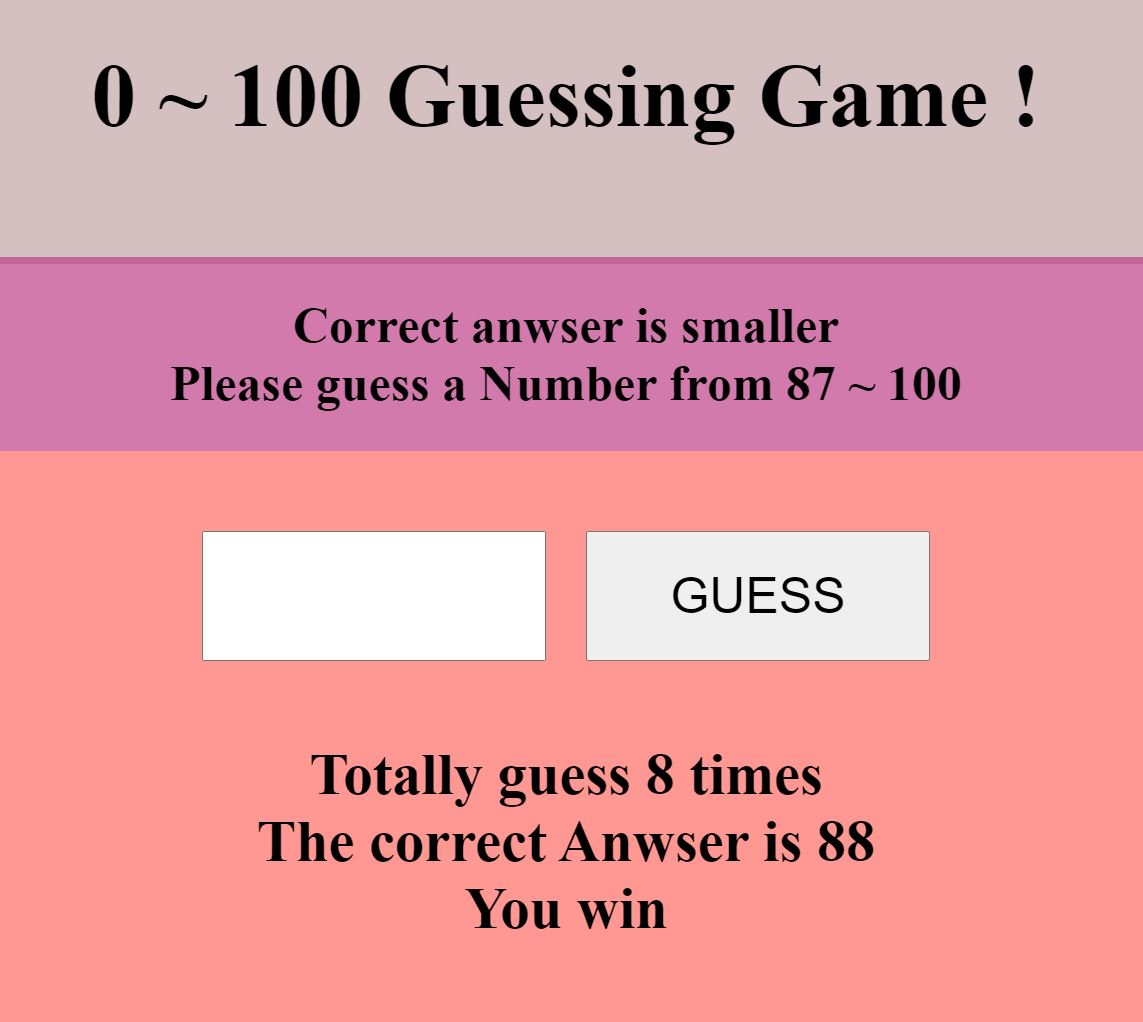 0 ~ 100 Guessing Game !
Correct anwser is smaller
Please guess a Number from 87 ~ 100
GUESS
Totally guess 8 times
The correct Anwser is 88
You win